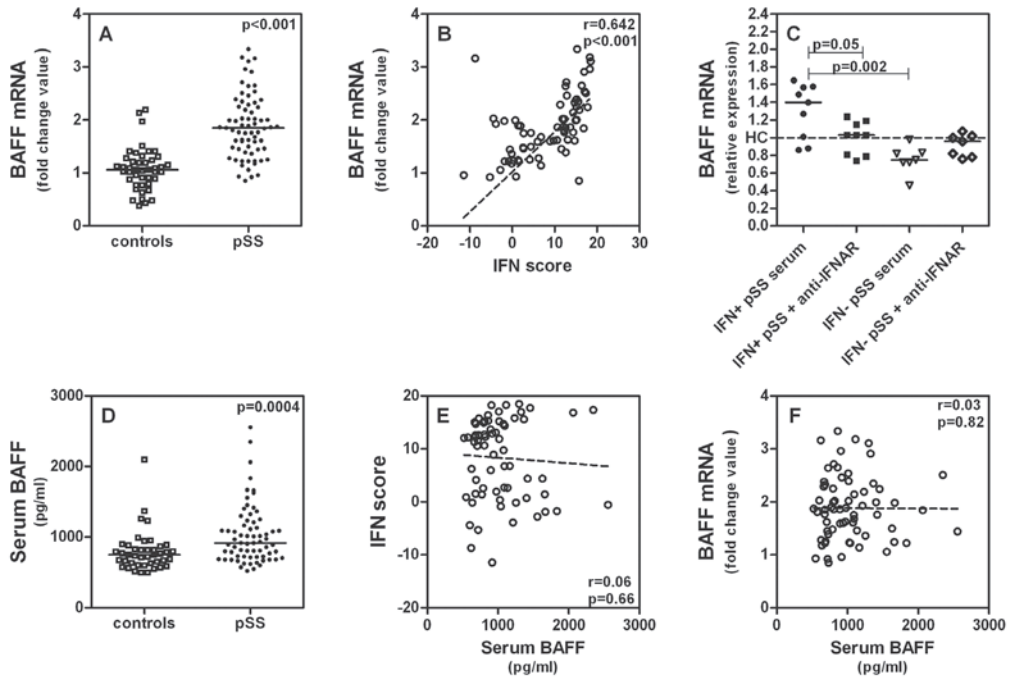 A
p<0.001
BAFF mRNA
(fold change value)
4
3
2
1
0
controls
pSS
B
r=0.642
p<0.001
BAFF mRNA
(fold change value)
4
3
2
1
0
-20
-10
0
10
20
30
IFN score
C
p=0.05
p=0.002
BAFF mRNA
(relative expression)
2.4
2.2
2.0
1.8
1.4
HC
0.8
0.6
0.4
0.2
0.0
IFN+ pSS serum
IFN+ pSS + anti-IFNAR
IFN- pSS serum
IFN- pSS + anti-IFNAR
D
p=0.0004
Serum BAFF
(pg/ml)
3000
2000
1000
0
controls
pSS
E
r=0.06
p=0.66
IFN score
20
10
0
-10
-20
0
1000
2000
3000
Serum BAFF
(pg/ml)
F
r=0.03
p=0.82
BAFF mRNA
(fold change value)
4
3
2
1
0
0
1000
2000
3000
Serum BAFF
(pg/ml)